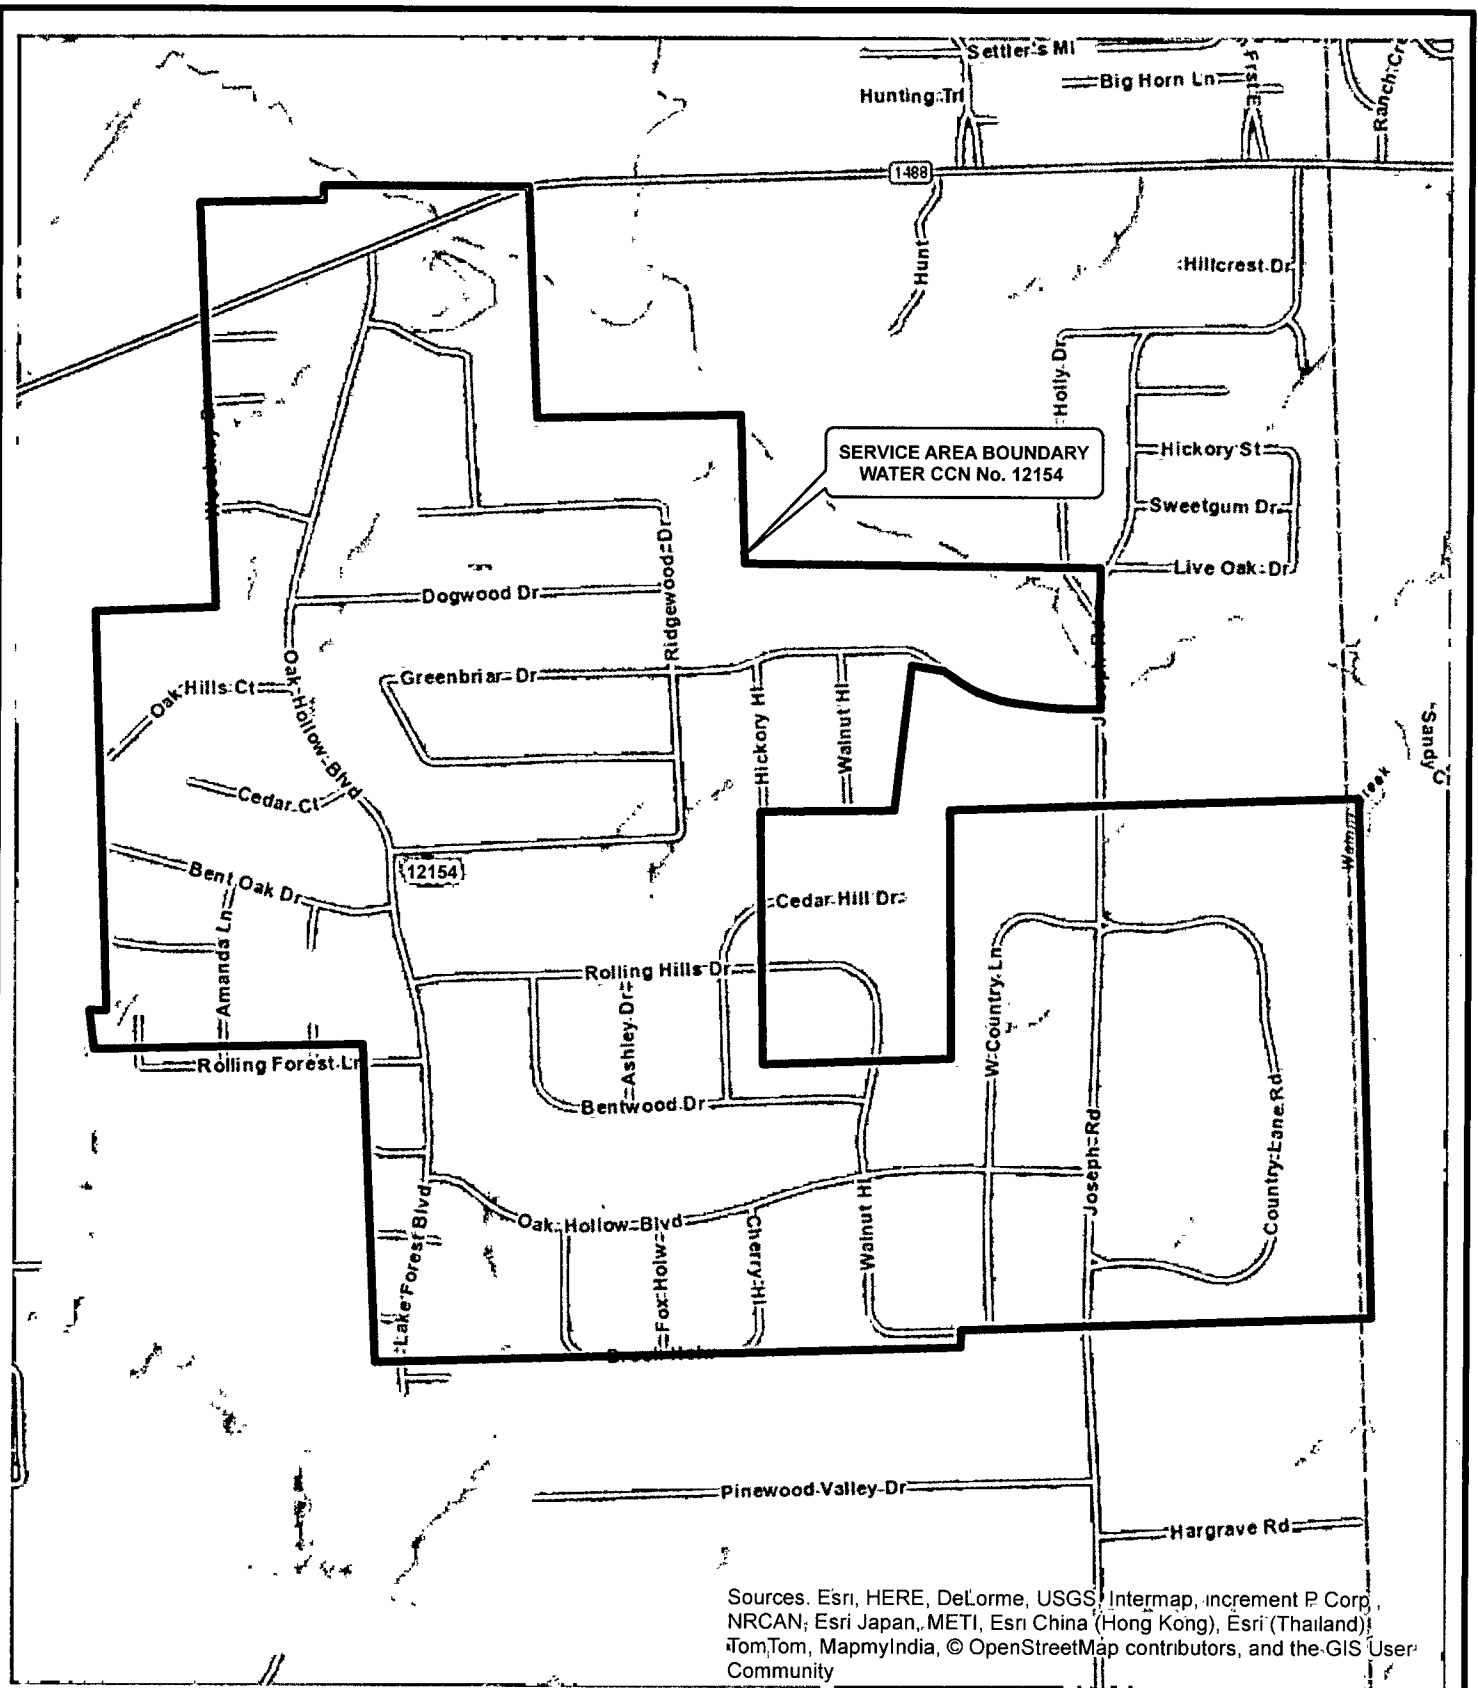 Settler's Ml
Big Horn Ln
Hunting Trl
Frst E
Ranch Cr
1488
Hunt
Hillcrest Dr
Holly Dr
SERVICE AREA BOUNDARY
WATER CCN No. 12154
Hickory St
Sweetgum Dr
Live Oak Dr
Dogwood Dr
Ridgewood Dr
Rd
Greenbriar Dr
Oak Hills Ct
Oak Hollow Blvd
Hickory Hl
Walnut Hl
"Sandy
Cedar Ct
12154
Bent Oak Dr
Cedar Hill Dr
Amanda Ln
Rolling Hills Dr
Ashley Dr
W Country Ln
Rolling Forest Ln
Bentwood Dr
Joseph Rd
Country Lane Rd
Oak Hollow Blvd
Lake Forest Blvd
Fox Holw
Cherry Hl
Walnut Hl
Pinewood Valley Dr
Hargrave Rd
Sources. Esri, HERE, DeLorme, USGS, Intermap, increment P Corp,
NRCAN, Esri Japan, METI, Esri China (Hong Kong), Esri (Thailand)
TomTom, MapmyIndia, © OpenStreetMap contributors, and the GIS User
Community